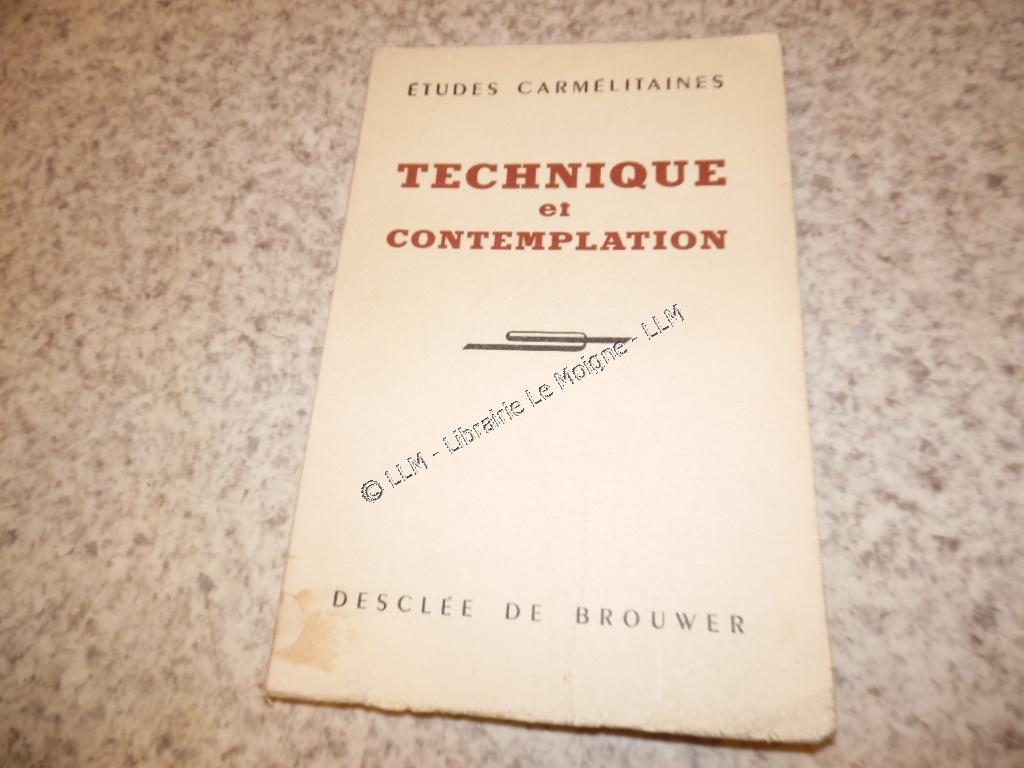 ÉTUDES CARMÉLITAINES
TECHNIQUE
et
CONTEMPLATION
© LLM - Librairie Le Moigne - LLM
DESCLÉE DE BROUWER